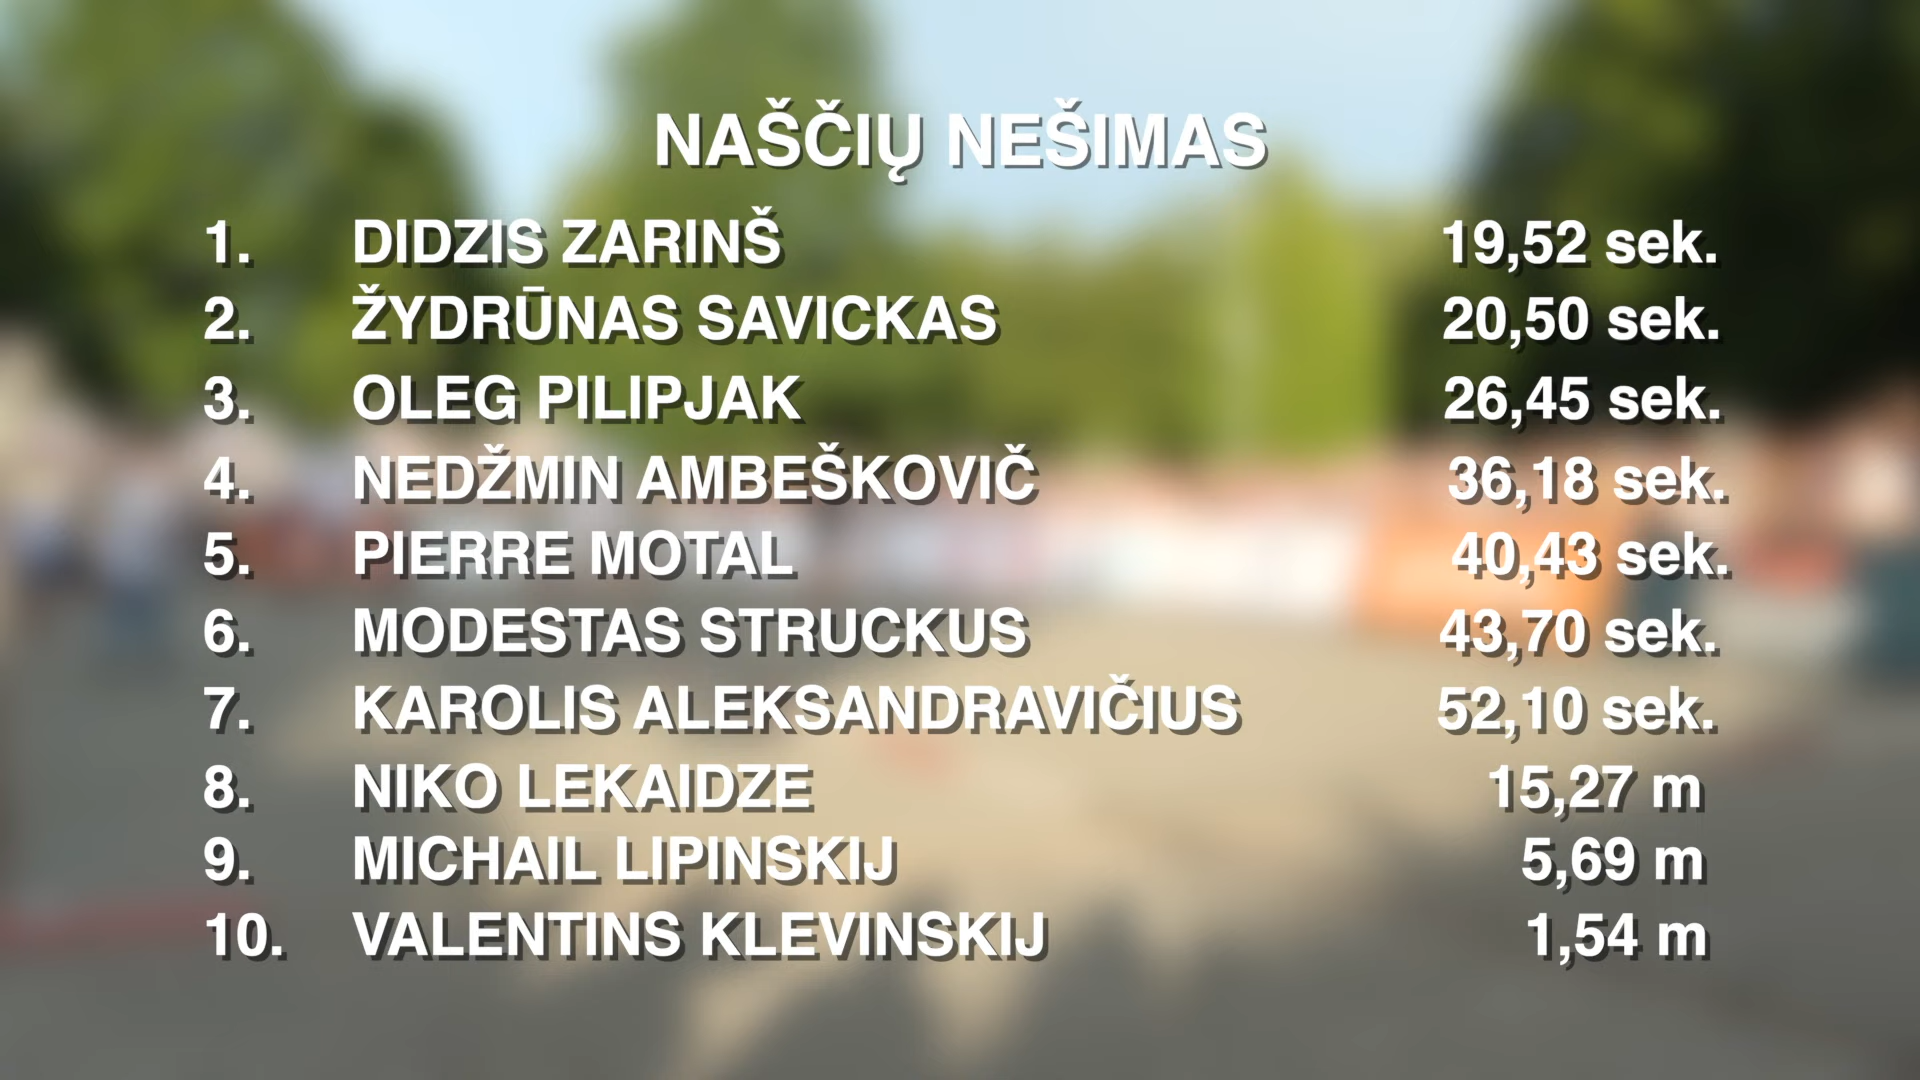 NAŠČIŲ NEŠIMAS
1. DIDZIS ZARINŠ 19,52 sek.
2. ŽYDRŪNAS SAVICKAS 20,50 sek.
3. OLEG PILIPJAK 26,45 sek.
4. NEDŽMIN AMBEŠKOVIČ 36,18 sek.
5. PIERRE MOTAL 40,43 sek.
6. MODESTAS STRUCKUS 43,70 sek.
7. KAROLIS ALEKSANDRAVIČIUS 52,10 sek.
8. NIKO LEKAIDZE 15,27 m
9. MICHAIL LIPINSKIJ 5,69 m
10. VALENTINS KLEVINSKIJ 1,54 m